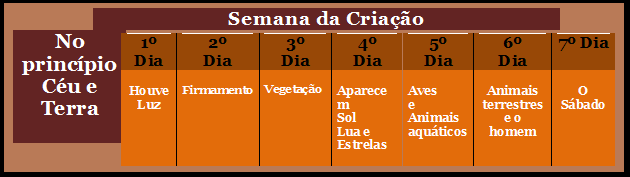 Semana da Criação
No
princípio
Céu e
Terra
1º
Dia
2º
Dia
3º
Dia
4º
Dia
5º
Dia
6º
Dia
7º Dia
Houve
Luz
Firmamento
Vegetação
Aparece
m
Sol
Lua e
Estrelas
Aves
e
Animais
aquáticos
Animais
terrestres
e o
homem
O
Sábado